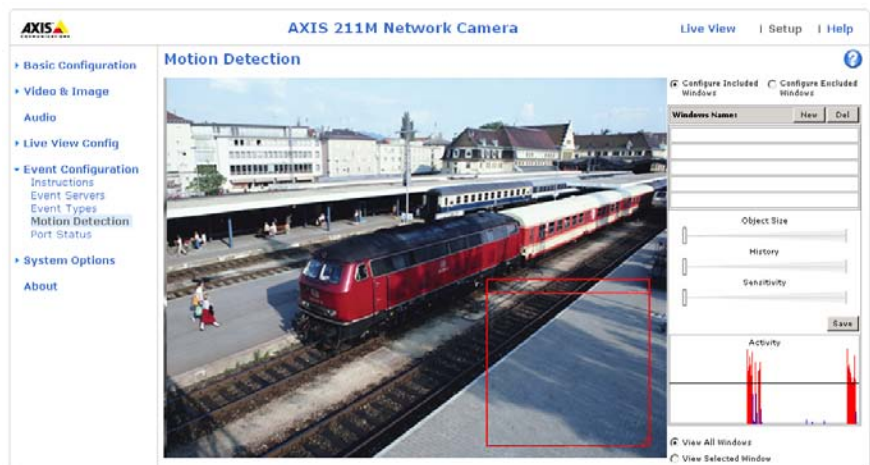 AXIS
COMMUNICATIONS
AXIS 211M Network Camera
Live View | Setup | Help
Basic Configuration
Video & Image
Audio
Live View Config
Event Configuration
Instructions
Event Servers
Event Types
Motion Detection
Port Status
System Options
About
Motion Detection
?
Configure Included Windows
Configure Excluded Windows
Windows Name:
New
Del
Object Size
History
Sensitivity
Save
Activity
View All Windows
View Selected Window